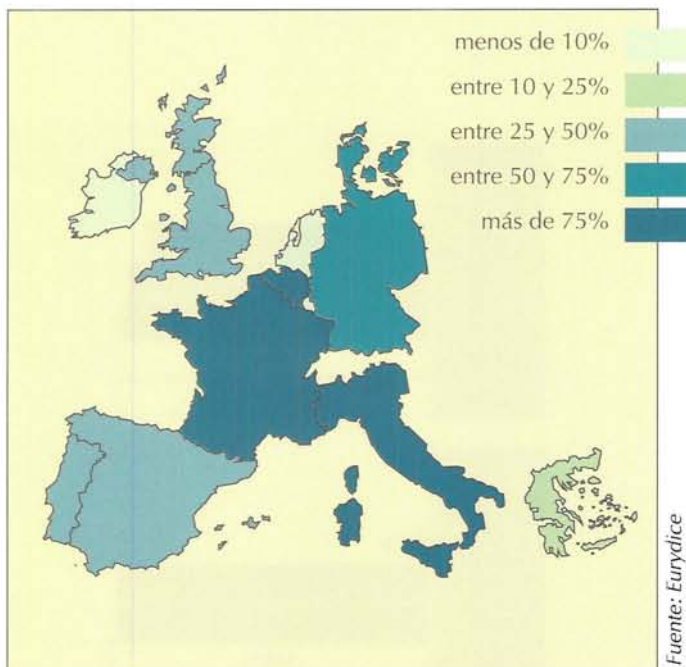 menos de 10%
entre 10 y 25%
entre 25 y 50%
entre 50 y 75%
más de 75%
Fuente: Eurydice